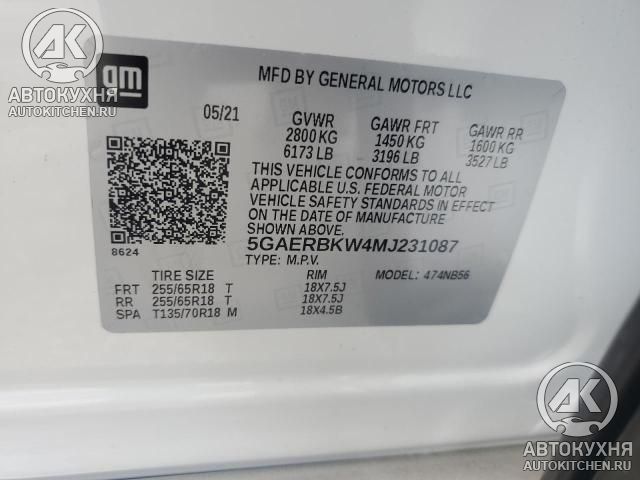 AK
АВТОКУХНЯ
AUTOKITCHEN.RU
gm
MFD BY GENERAL MOTORS LLC
05/21
GVWR GAWR FRT GAWR RR
2800 KG 1450 KG 1600 KG
6173 LB 3196 LB 3527 LB
THIS VEHICLE CONFORMS TO ALL
APPLICABLE U.S. FEDERAL MOTOR
VEHICLE SAFETY STANDARDS IN EFFECT
ON THE DATE OF MANUFACTURE
SHOWN ABOVE.
8624
5GAERBKW4MJ231087
TYPE: M.P.V. MODEL: 474NB56
TIRE SIZE RIM
FRT 255/65R18 T 18X7.5J
RR 255/65R18 T 18X7.5J
SPA T135/70R18 M 18X4.5B
AK
АВТОКУХНЯ
AUTOKITCHEN.RU